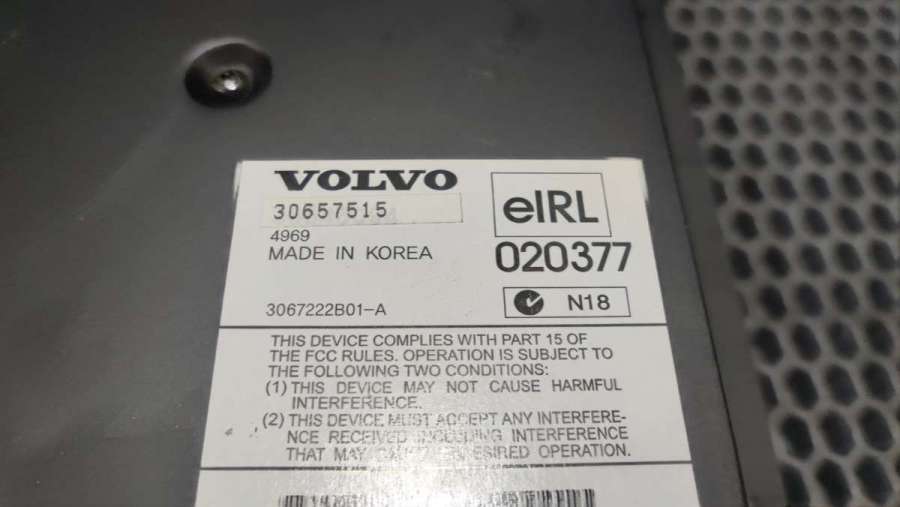 VOLVO
30657515
4969
MADE IN KOREA
eIRL
020377
3067222B01-A
N18
THIS DEVICE COMPLIES WITH PART 15 OF
THE FCC RULES. OPERATION IS SUBJECT TO
THE FOLLOWING TWO CONDITIONS:
(1) THIS DEVICE MAY NOT CAUSE HARMFUL
INTERFERENCE.
(2) THIS DEVICE MUST ACCEPT ANY INTERFERE-
NCE RECEIVED INCLUDING INTERFERENCE
THAT MAY CAUSE UNDESIRED OPERATION.